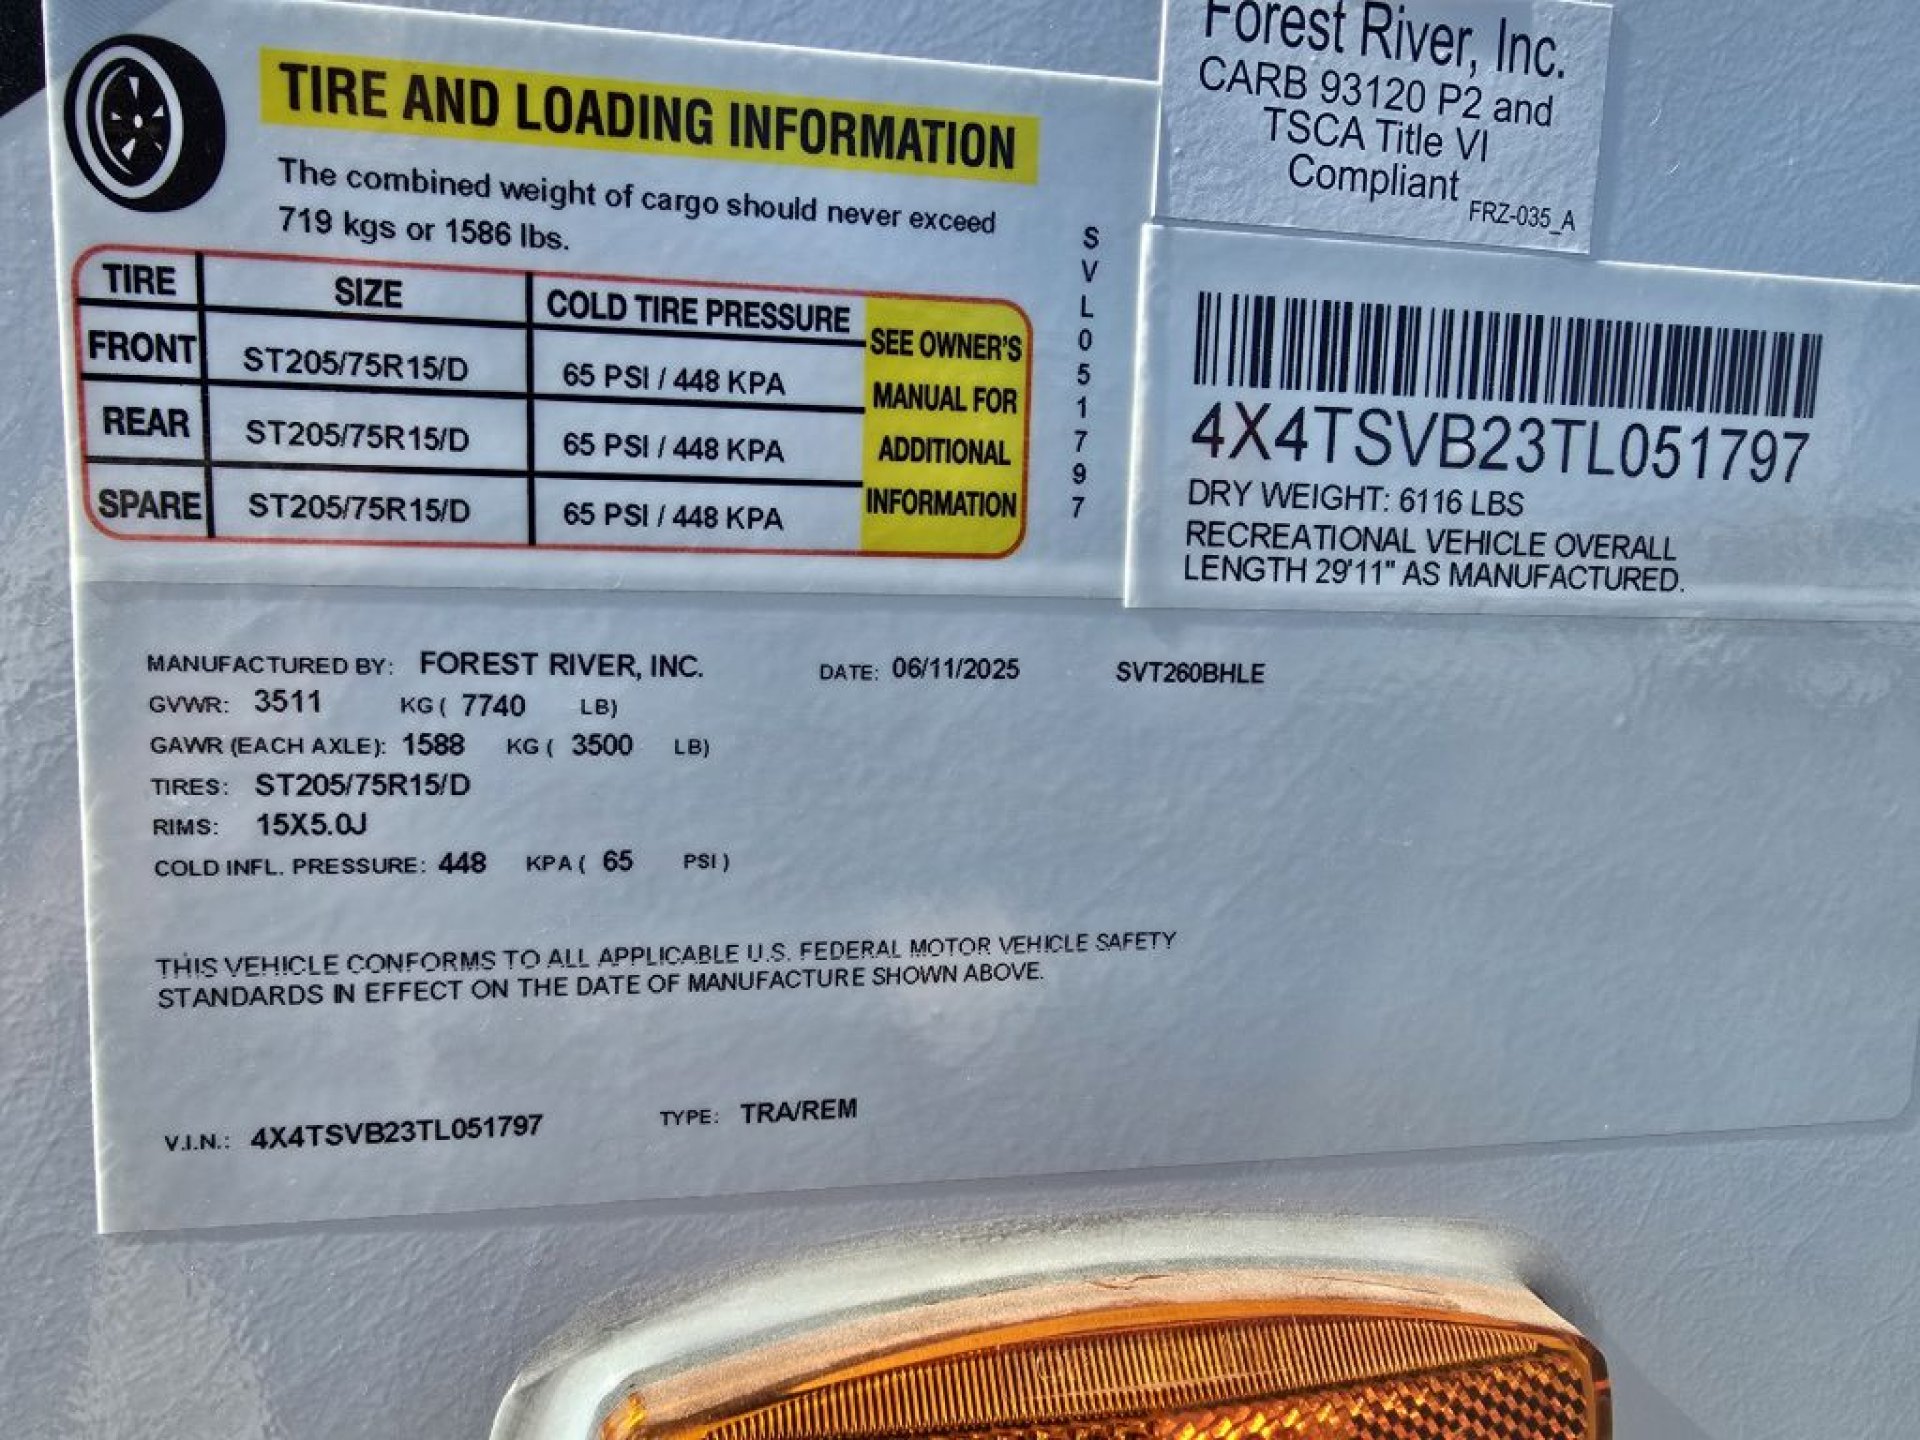 TIRE AND LOADING INFORMATION
The combined weight of cargo should never exceed
719 kgs or 1586 lbs.
TIRE SIZE COLD TIRE PRESSURE
FRONT ST205/75R15/D 65 PSI / 448 KPA
REAR ST205/75R15/D 65 PSI / 448 KPA
SPARE ST205/75R15/D 65 PSI / 448 KPA
SEE OWNER'S
MANUAL FOR
ADDITIONAL
INFORMATION
SVL051797
Forest River, Inc.
CARB 93120 P2 and
TSCA Title VI
Compliant
FRZ-035_A
4X4TSVB23TL051797
DRY WEIGHT: 6116 LBS
RECREATIONAL VEHICLE OVERALL
LENGTH 29'11" AS MANUFACTURED.
MANUFACTURED BY: FOREST RIVER, INC. DATE: 06/11/2025 SVT260BHLE
GVWR: 3511 KG ( 7740 LB)
GAWR (EACH AXLE): 1588 KG ( 3500 LB)
TIRES: ST205/75R15/D
RIMS: 15X5.0J
COLD INFL. PRESSURE: 448 KPA ( 65 PSI )
THIS VEHICLE CONFORMS TO ALL APPLICABLE U.S. FEDERAL MOTOR VEHICLE SAFETY
STANDARDS IN EFFECT ON THE DATE OF MANUFACTURE SHOWN ABOVE.
V.I.N.: 4X4TSVB23TL051797 TYPE: TRA/REM